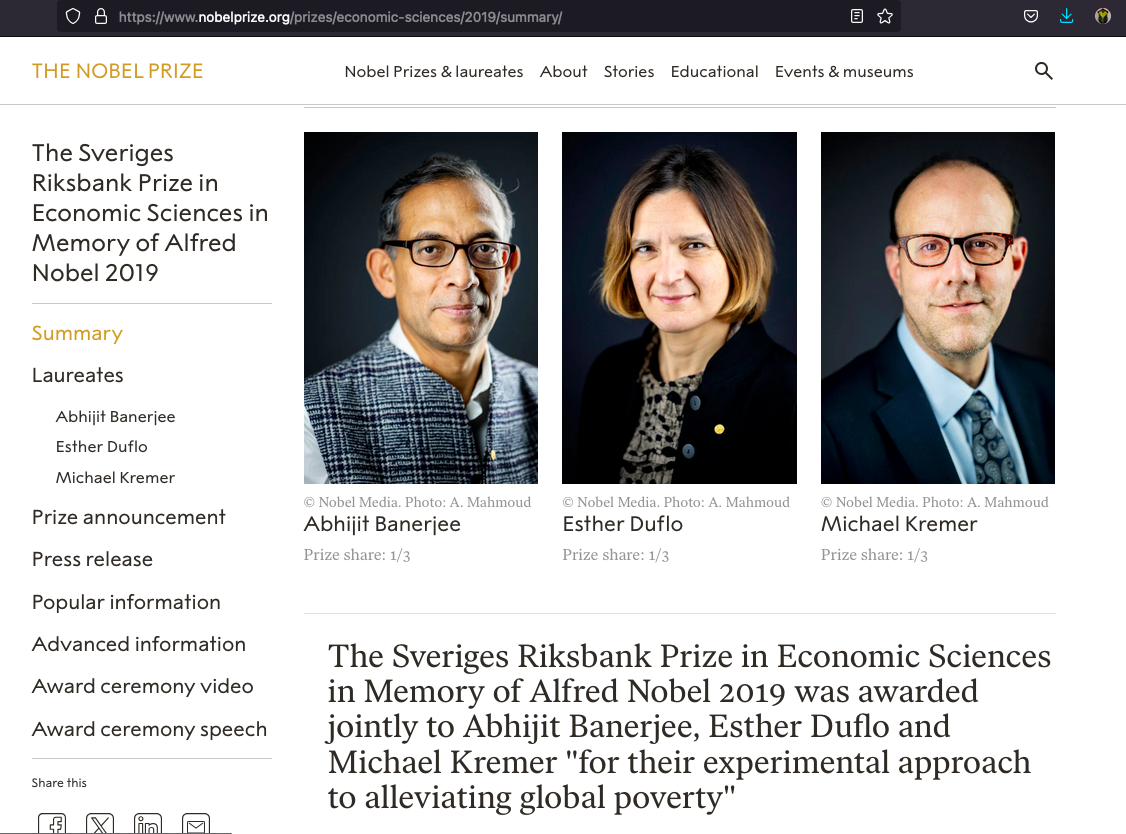 https://www.nobelprize.org/prizes/economic-sciences/2019/summary/
THE NOBEL PRIZE
Nobel Prizes & laureates About Stories Educational Events & museums
The Sveriges
Riksbank Prize in
Economic Sciences in
Memory of Alfred
Nobel 2019
Summary
Laureates
Abhijit Banerjee
Esther Duflo
Michael Kremer
Prize announcement
Press release
Popular information
Advanced information
Award ceremony video
Award ceremony speech
Share this
© Nobel Media. Photo: A. Mahmoud
Abhijit Banerjee
Prize share: 1/3
© Nobel Media. Photo: A. Mahmoud
Esther Duflo
Prize share: 1/3
© Nobel Media. Photo: A. Mahmoud
Michael Kremer
Prize share: 1/3
The Sveriges Riksbank Prize in Economic Sciences
in Memory of Alfred Nobel 2019 was awarded
jointly to Abhijit Banerjee, Esther Duflo and
Michael Kremer "for their experimental approach
to alleviating global poverty"